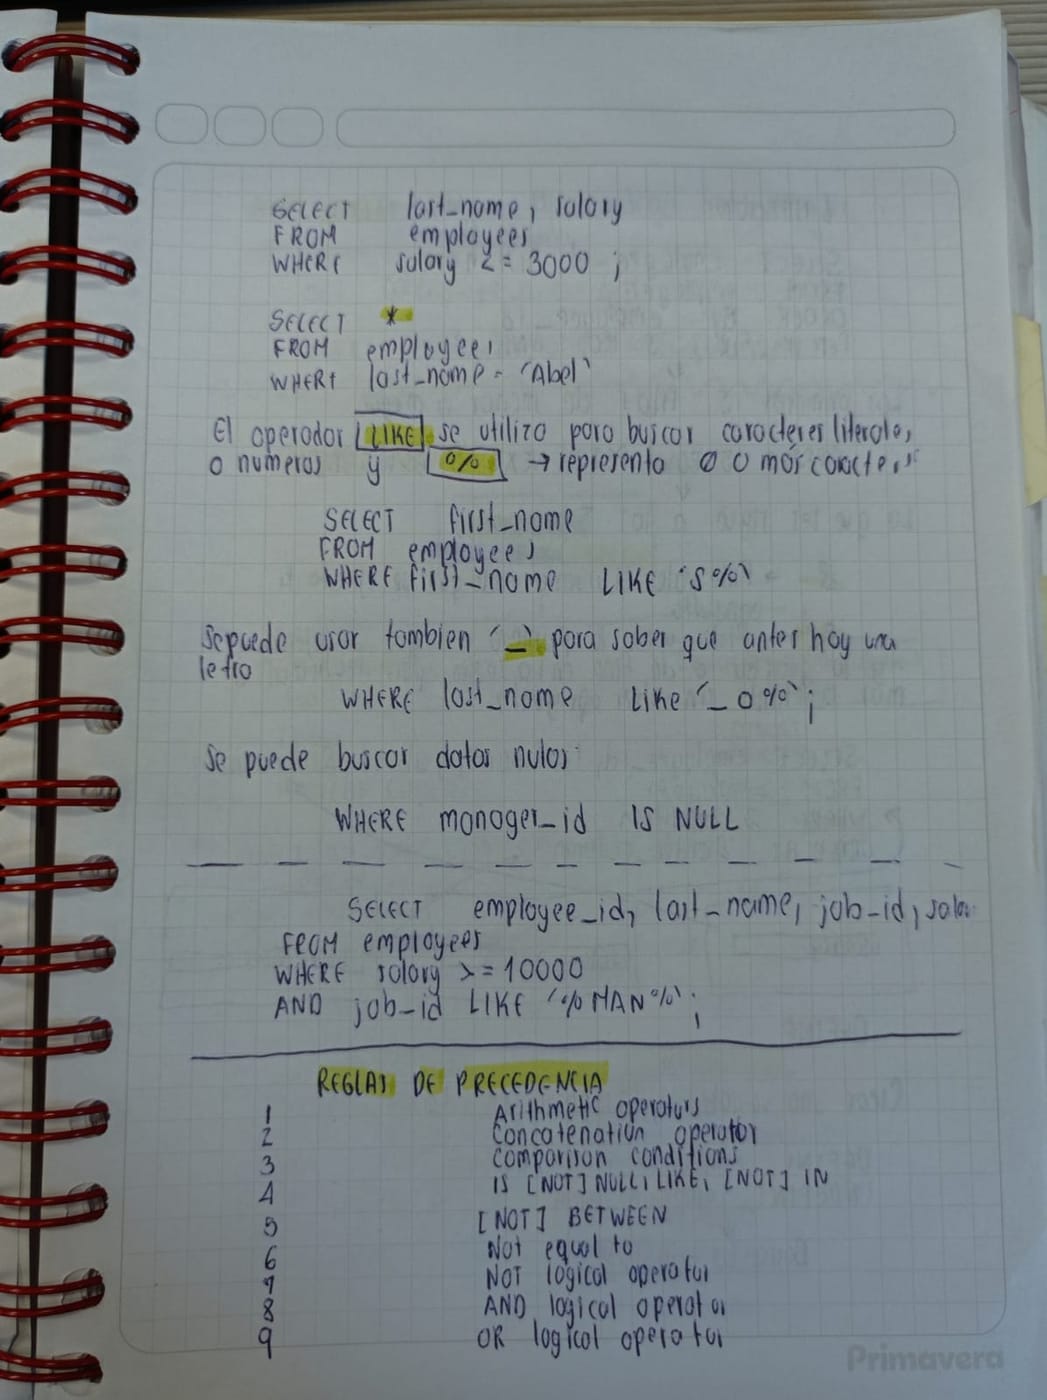 SELECT last_name, salary
FROM employees
WHERE salary <= 3000 ;
SELECT *
FROM employees
WHERE last_name = 'Abel'
El operador LIKE se utiliza para buscar caracteres literales,
o numeros y % → representa 0 o más caracteres
SELECT first_name
FROM employees
WHERE first_name LIKE 'S%'
Se puede usar tambien '_' para saber que antes hay una
letra
WHERE last_name Like '_o%';
Se puede buscar datos nulos:
WHERE manager_id IS NULL
SELECT employee_id, last_name, job_id, salar
FROM employees
WHERE salary >= 10000
AND job_id LIKE '%MAN%';
REGLAS DE PRECEDENCIA
1 Arithmetic operators
2 Concatenation operator
3 Comparison conditions
4 IS [NOT] NULL, LIKE, [NOT] IN
5 [NOT] BETWEEN
6 Not equal to
7 NOT logical operator
8 AND logical operator
9 OR logical operator
Primavera